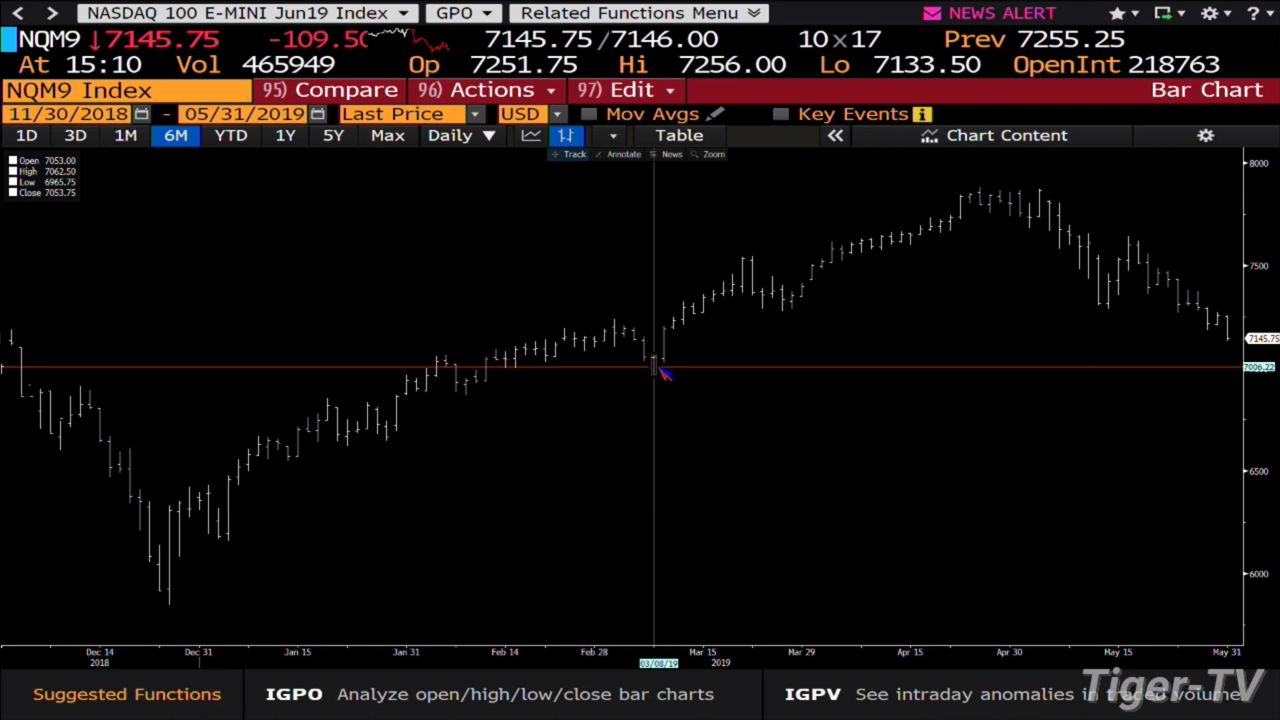 < > NASDAQ 100 E-MINI Jun19 Index GPO Related Functions Menu NEWS ALERT ?
NQM9 ↓7145.75 -109.50 7145.75/7146.00 10x17 Prev 7255.25
At 15:10 Vol 465949 Op 7251.75 Hi 7256.00 Lo 7133.50 OpenInt 218763
NQM9 Index 95) Compare 96) Actions 97) Edit Bar Chart
11/30/2018 - 05/31/2019 Last Price USD Mov Avgs Key Events i
1D 3D 1M 6M YTD 1Y 5Y Max Daily ▼ Table « Chart Content
+ Track Annotate News Zoom
Open 7053.00
High 7062.50
Low 6965.75
Close 7053.75
8000
7500
7145.75
7006.22
6500
6000
Dec 14 Dec 31 Jan 15 Jan 31 Feb 14 Feb 28 Mar 15 Mar 29 Apr 15 Apr 30 May 15 May 31
2018 03/08/19 2019
Suggested Functions IGPO Analyze open/high/low/close bar charts IGPV See intraday anomalies in traded volume
Tiger-TV